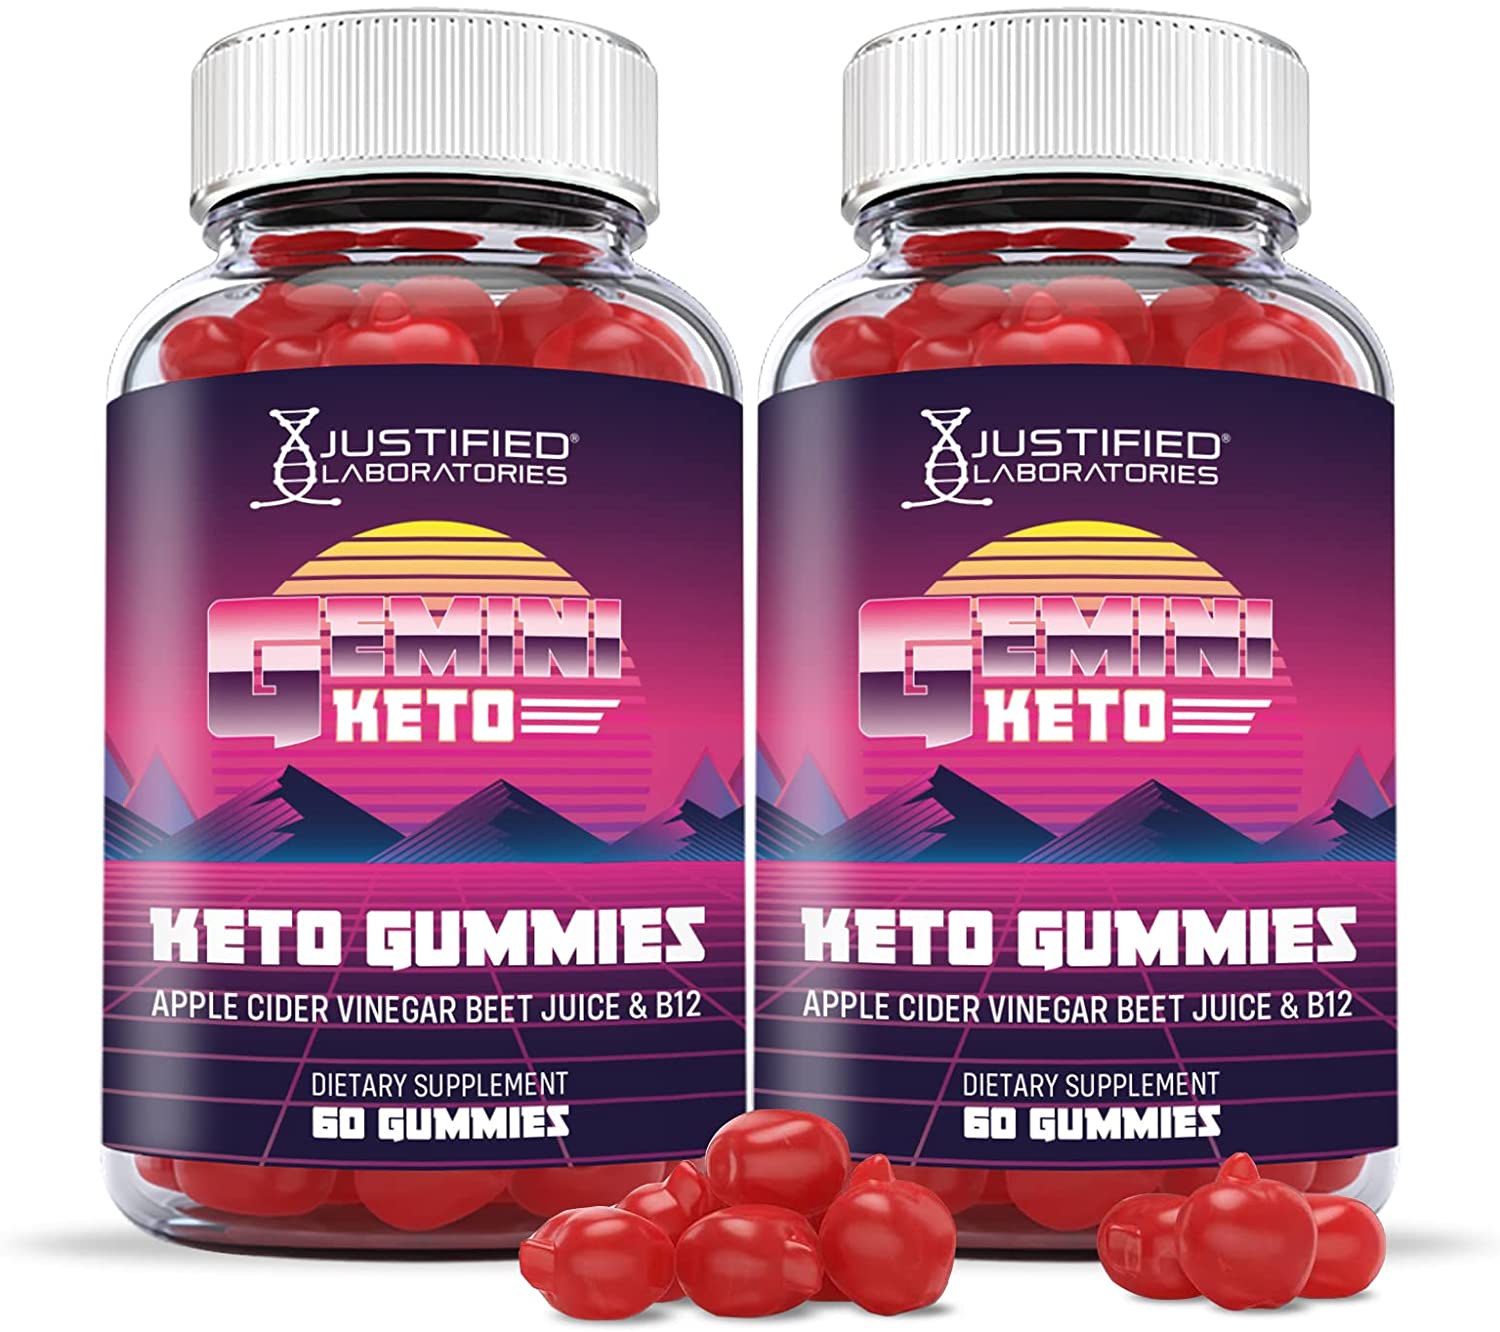 JUSTIFIED®
LABORATORIES
GEMINI
KETO
KETO GUMMIES
APPLE CIDER VINEGAR BEET JUICE & B12
DIETARY SUPPLEMENT
60 GUMMIES
JUSTIFIED®
LABORATORIES
GEMINI
KETO
KETO GUMMIES
APPLE CIDER VINEGAR BEET JUICE & B12
DIETARY SUPPLEMENT
60 GUMMIES